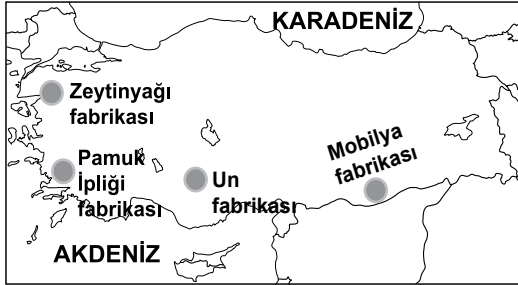 KARADENİZ
Zeytinyağı
fabrikası
Pamuk
İpliği
fabrikası
Un
fabrikası
Mobilya
fabrikası
AKDENİZ